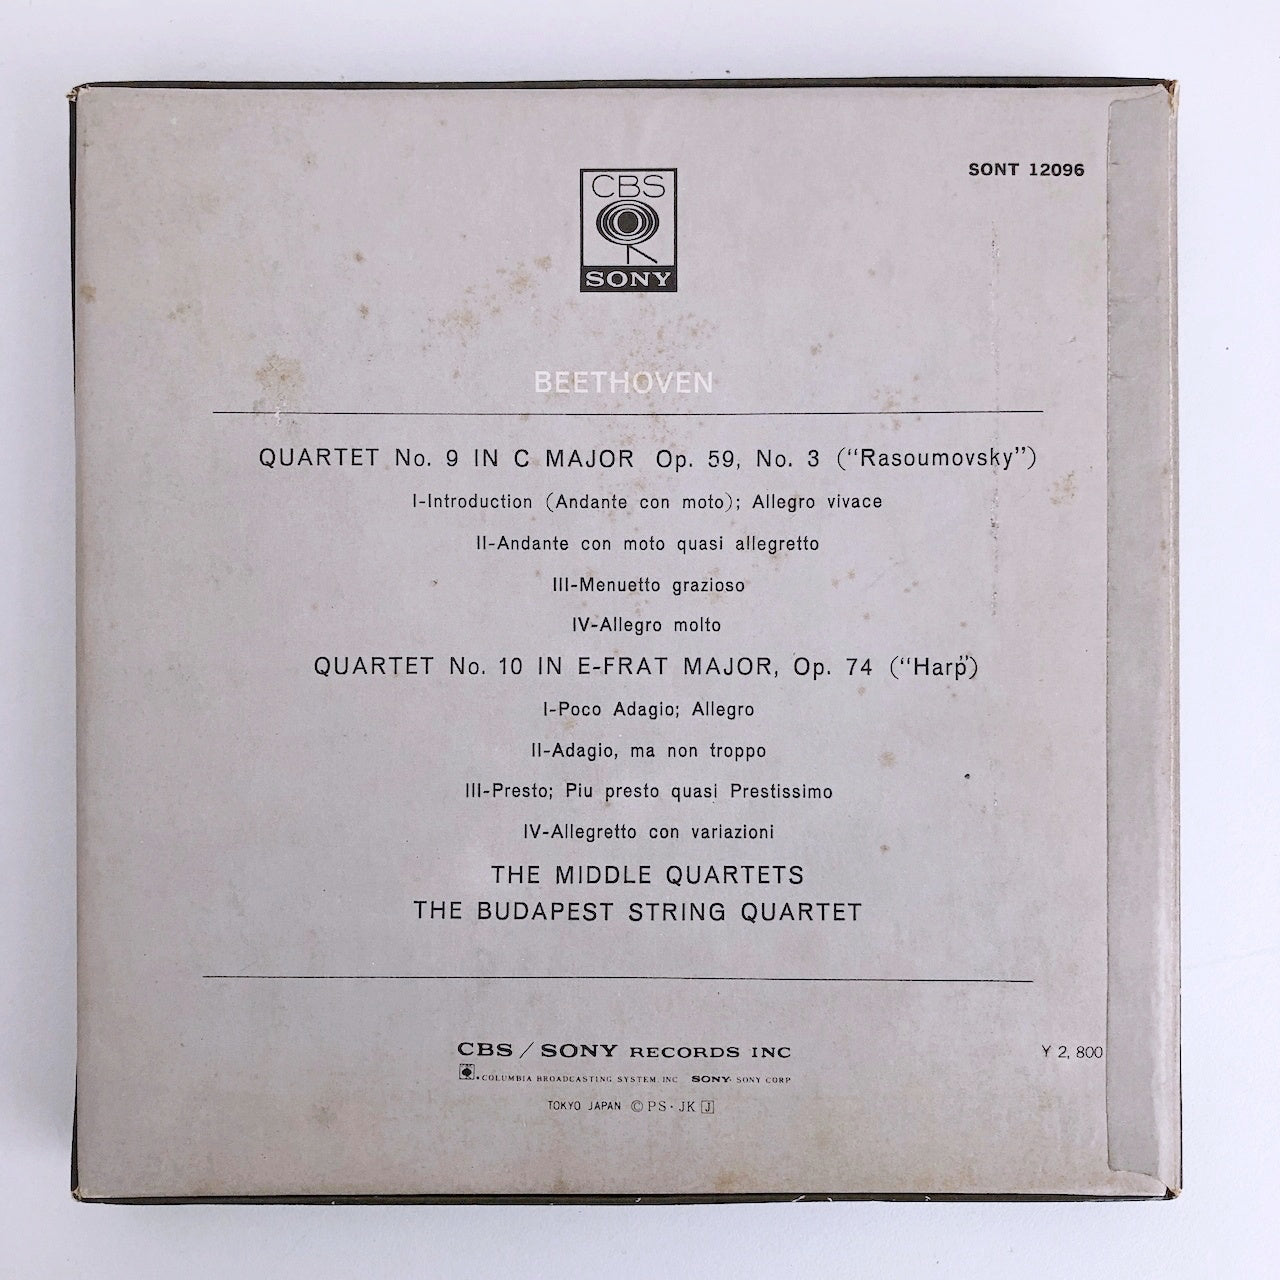 SONT 12096
CBS
SONY
BEETHOVEN
QUARTET No. 9 IN C MAJOR Op. 59, No. 3 (“Rasoumovsky”)
I-Introduction (Andante con moto); Allegro vivace
II-Andante con moto quasi allegretto
III-Menuetto grazioso
IV-Allegro molto
QUARTET No. 10 IN E-FRAT MAJOR, Op. 74 (“Harp”)
I-Poco Adagio; Allegro
II-Adagio, ma non troppo
III-Presto; Piu presto quasi Prestissimo
IV-Allegretto con variazioni
THE MIDDLE QUARTETS
THE BUDAPEST STRING QUARTET
CBS / SONY RECORDS INC
¥ 2,800
COLUMBIA BROADCASTING SYSTEM. INC SONY· SONY CORP
TOKYO JAPAN © PS · JK J